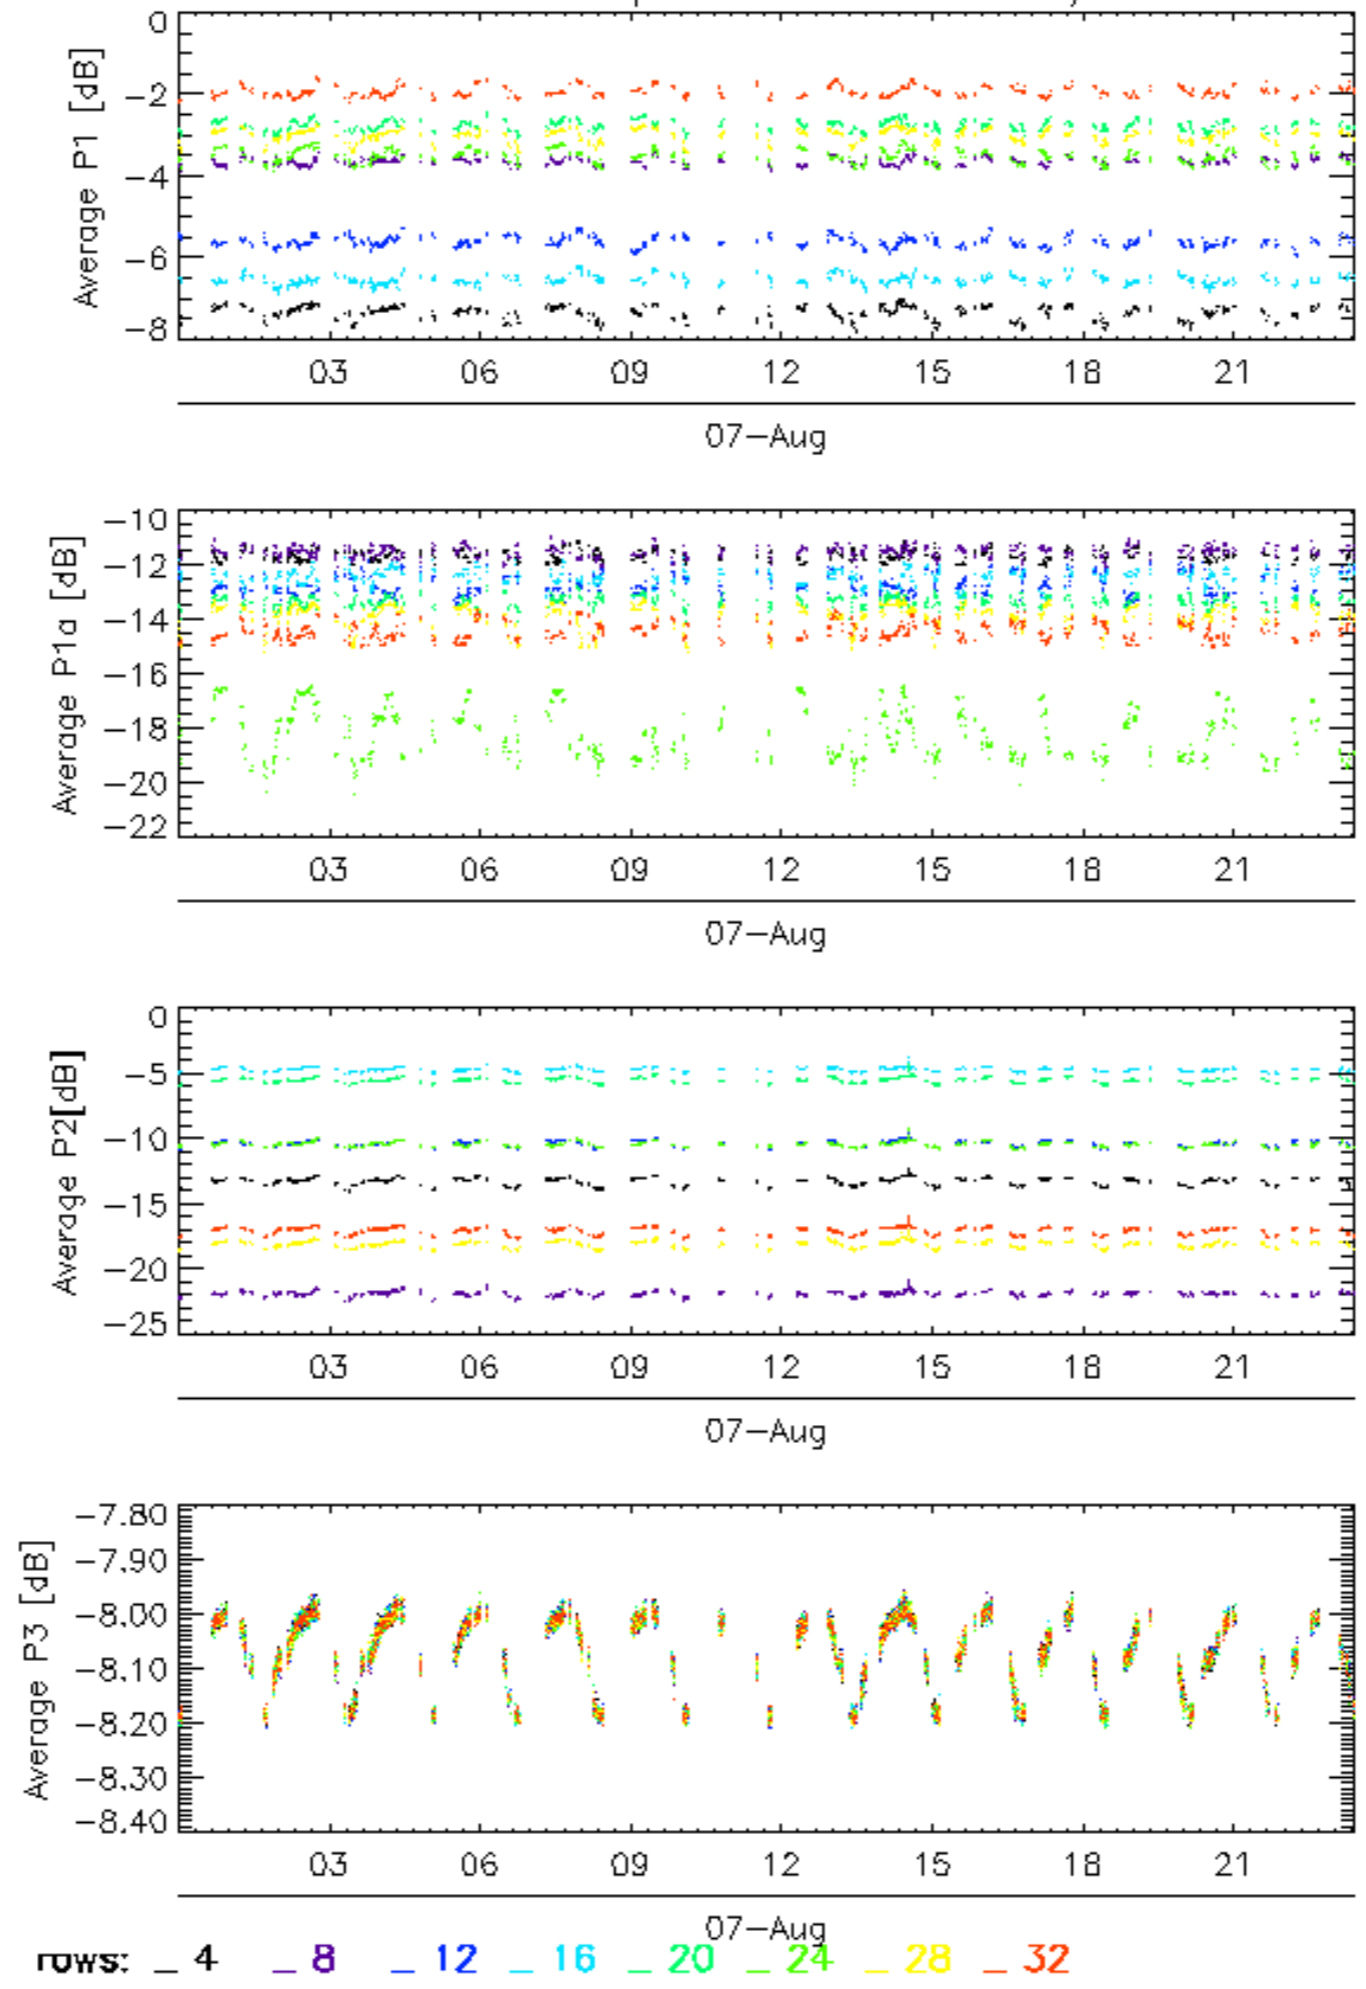 0
−2
−4
−6
−8
Average P1 [dB]
03 06 09 12 15 18 21
07−Aug
−10
−12
−14
−16
−18
−20
−22
Average P1a [dB]
03 06 09 12 15 18 21
07−Aug
0
−5
−10
−15
−20
−25
Average P2[dB]
03 06 09 12 15 18 21
07−Aug
−7.80
−7.90
−8.00
−8.10
−8.20
−8.30
−8.40
Average P3 [dB]
03 06 09 12 15 18 21
07−Aug
rows: _ 4 _ 8 _ 12 _ 16 _ 20 _ 24 _ 28 _ 32